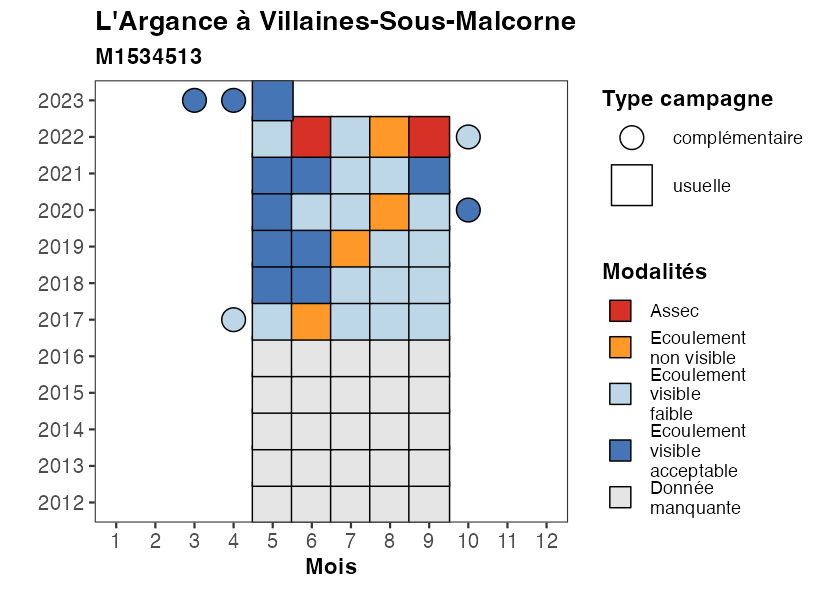 L'Argance à Villaines-Sous-Malcorne
M1534513
2023
2022
2021
2020
2019
2018
2017
2016
2015
2014
2013
2012
1 2 3 4 5 6 7 8 9 10 11 12
Mois
Type campagne
complémentaire
usuelle
Modalités
Assec
Ecoulement
non visible
Ecoulement
visible
faible
Ecoulement
visible
acceptable
Donnée
manquante